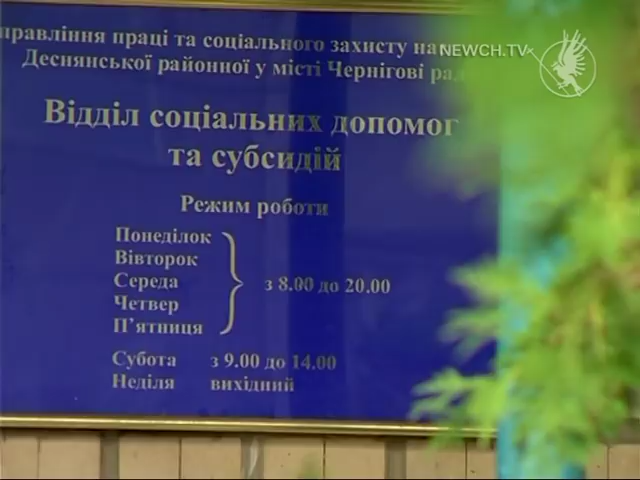 правління праці та соціального захисту на
Деснянської районної у місті Чернігові рад
NEWCH.TV
Відділ соціальних допомог
та субсидій
Режим роботи
Понеділок
Вівторок
Середа
Четвер
П'ятниця
з 8.00 до 20.00
Субота з 9.00 до 14.00
Неділя вихідний